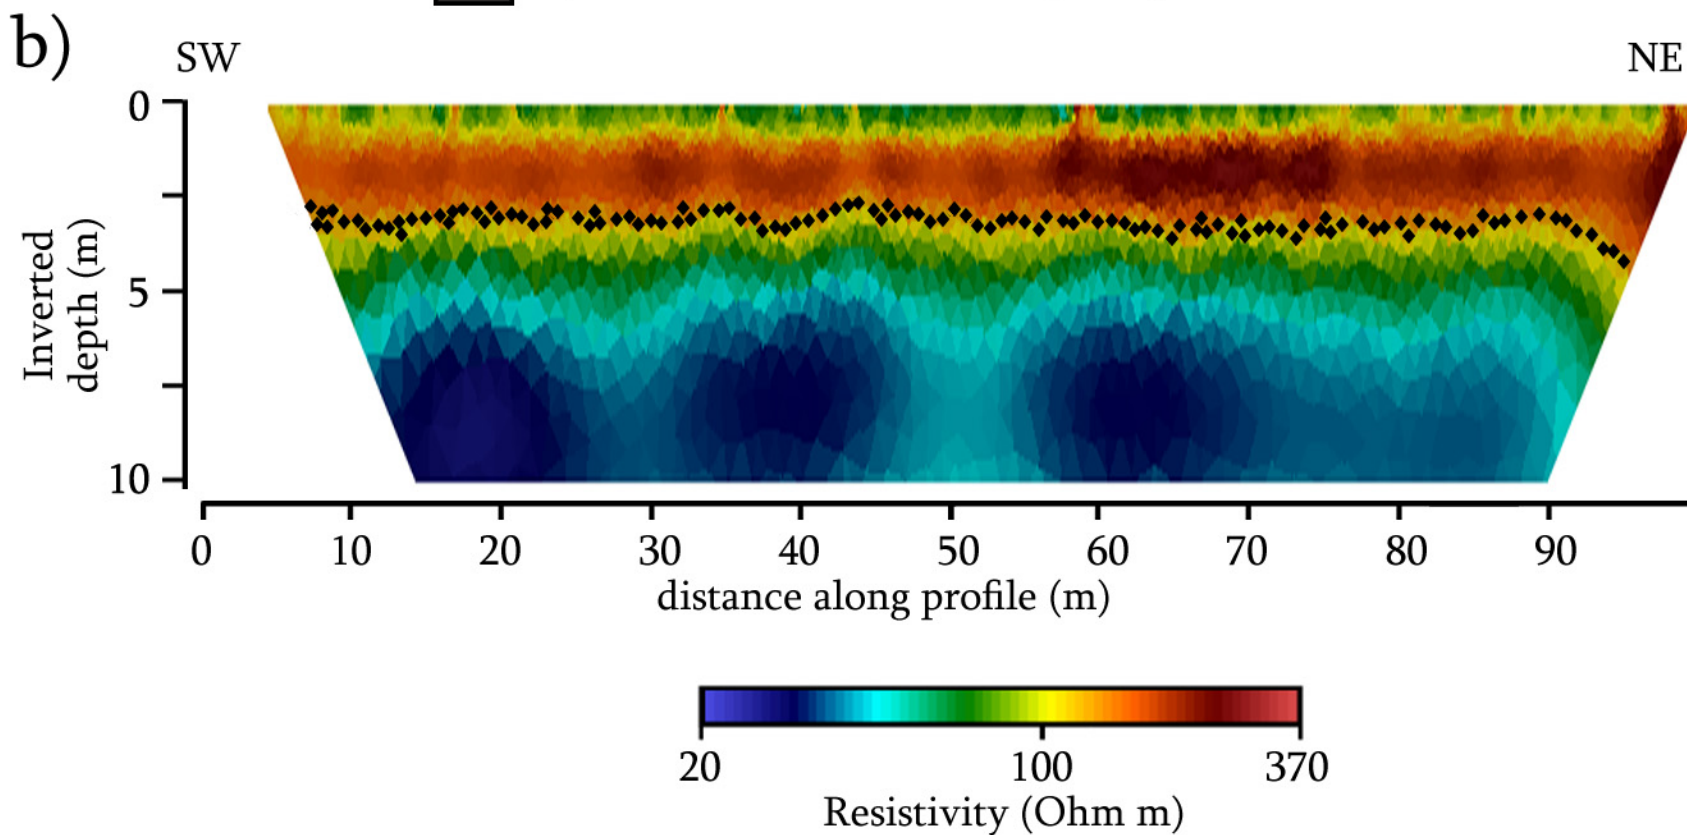 b)
SW
NE
0
5
10
Inverted
depth (m)
0 10 20 30 40 50 60 70 80 90
distance along profile (m)
20 100 370
Resistivity (Ohm m)